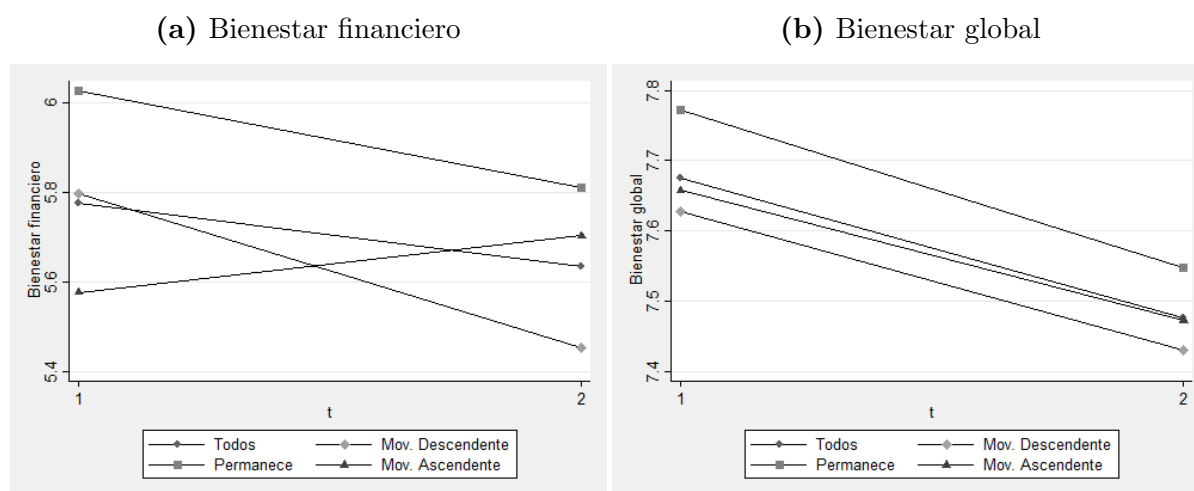 (a) Bienestar financiero
(b) Bienestar global
Bienestar financiero
6
5.8
5.6
5.4
1
2
t
Todos
Mov. Descendente
Permanece
Mov. Ascendente
Bienestar global
7.8
7.7
7.6
7.5
7.4
1
2
t
Todos
Mov. Descendente
Permanece
Mov. Ascendente